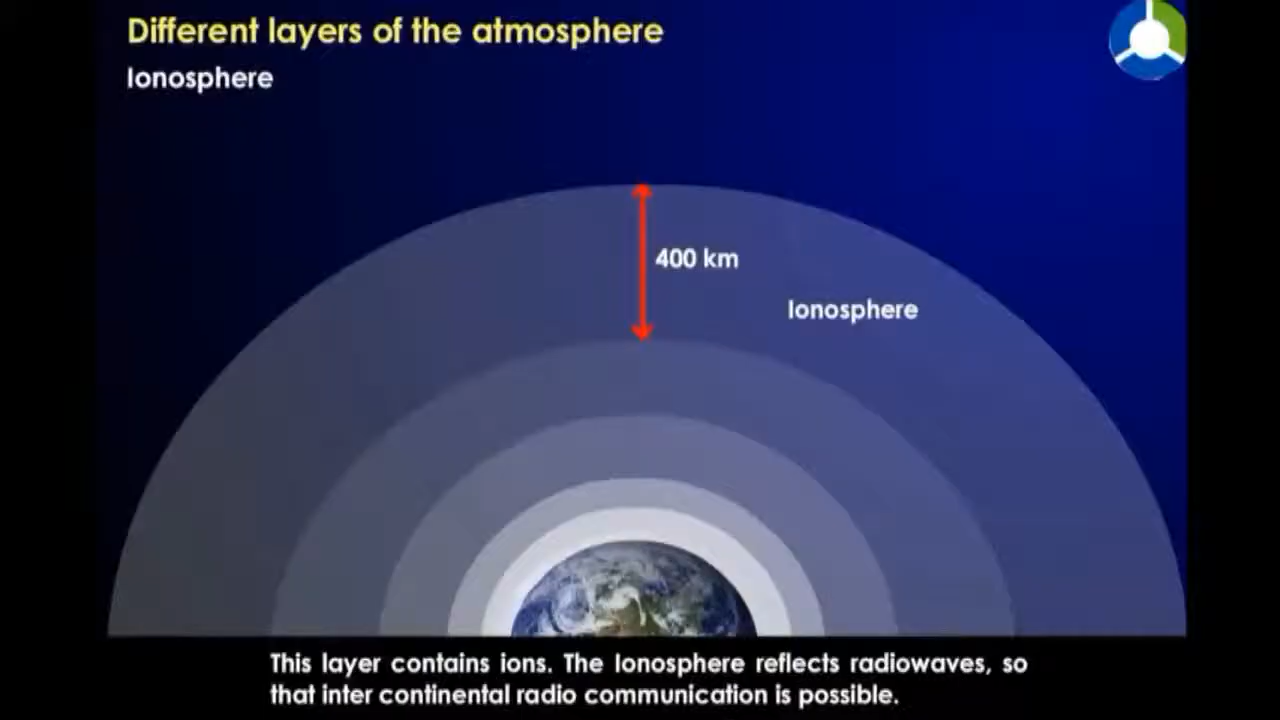 Different layers of the atmosphere
Ionosphere
400 km
Ionosphere
This layer contains ions. The Ionosphere reflects radiowaves, so
that inter continental radio communication is possible.